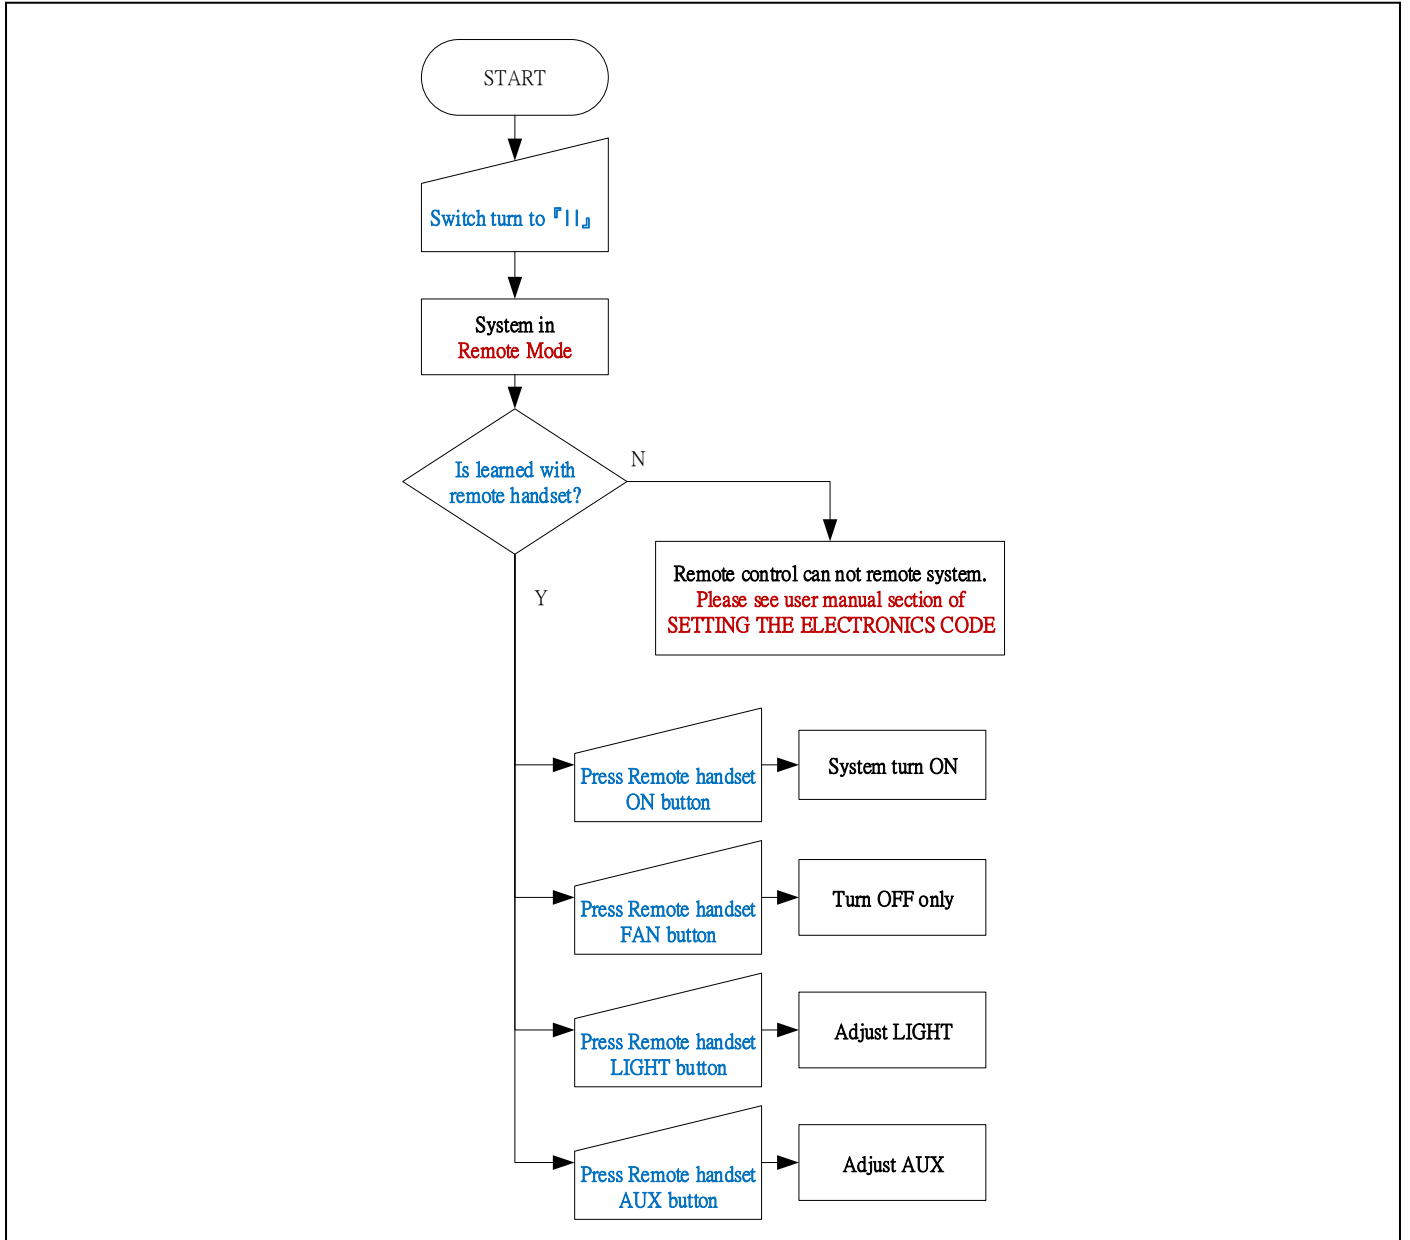 START
Switch turn to『II』
System in
Remote Mode
Is learned with
remote handset?
N
Remote control can not remote system.
Please see user manual section of
SETTING THE ELECTRONICS CODE
Y
Press Remote handset
ON button
System turn ON
Press Remote handset
FAN button
Turn OFF only
Press Remote handset
LIGHT button
Adjust LIGHT
Press Remote handset
AUX button
Adjust AUX